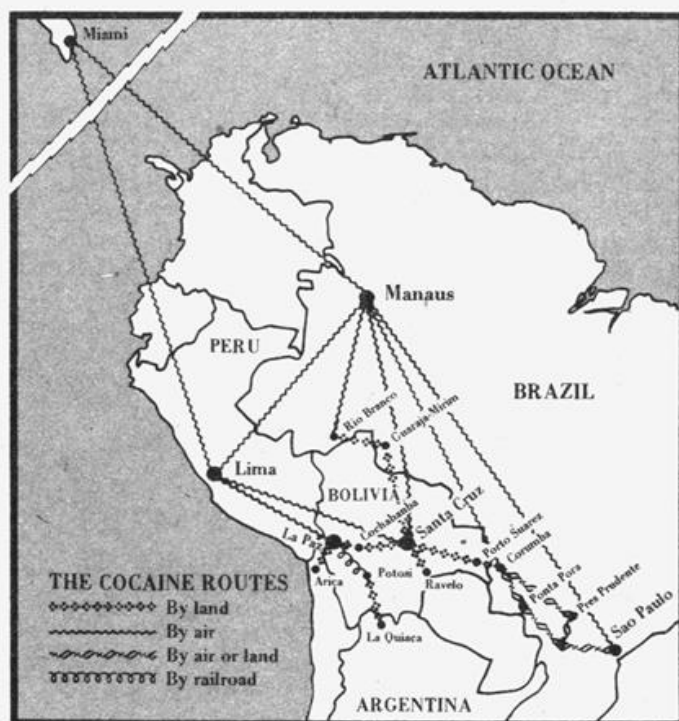 Miami
ATLANTIC OCEAN
Manaus
PERU
BRAZIL
Rio Branco
Guaraja-Mirim
Lima
BOLIVIA
Santa Cruz
Cochabamba
La Paz
Porto Suarez
Corumba
Ponta Pora
Pres Prudente
Arica
Potosi
Ravelo
Sao Paulo
La Quiaca
THE COCAINE ROUTES
By land
By air
By air or land
By railroad
ARGENTINA